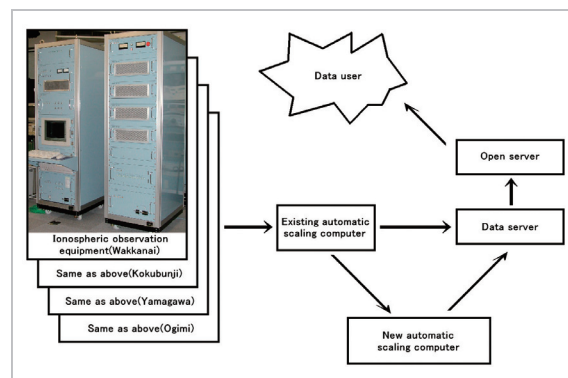 Ionospheric observation
equipment(Wakkanai)
Same as above(Kokubunji)
Same as above(Yamagawa)
Same as above(Ogimi)
Existing automatic
scaling computer
New automatic
scaling computer
Data server
Open server
Data user